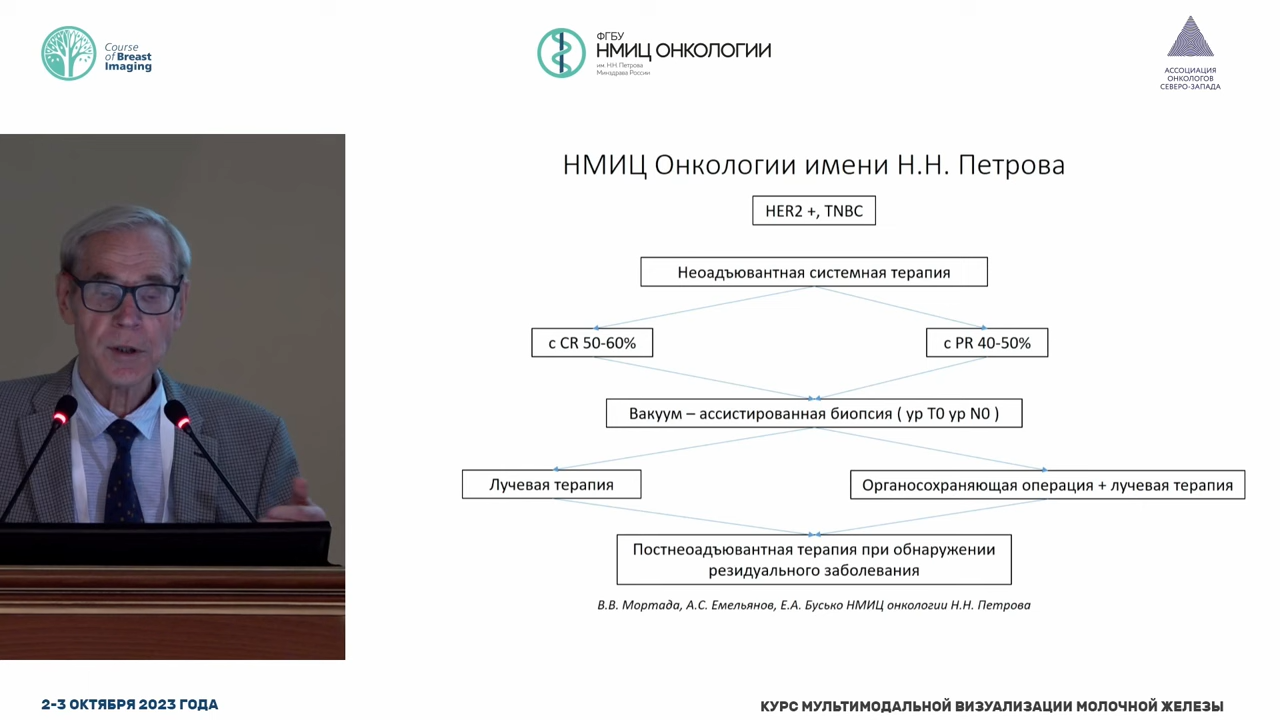 Course
of Breast
Imaging
ФГБУ
НМИЦ ОНКОЛОГИИ
им. Н.Н. Петрова
Минздрава России
АССОЦИАЦИЯ
ОНКОЛОГОВ
СЕВЕРО-ЗАПАДА
НМИЦ Онкологии имени Н.Н. Петрова
HER2 +, TNBC
Неоадъювантная системная терапия
с CR 50-60%
с PR 40-50%
Вакуум – ассистированная биопсия ( yp T0 yp N0 )
Лучевая терапия
Органосохраняющая операция + лучевая терапия
Постнеоадъювантная терапия при обнаружении
резидуального заболевания
В.В. Мортада, А.С. Емельянов, Е.А. Бусько НМИЦ онкологии Н.Н. Петрова
2-3 ОКТЯБРЯ 2023 ГОДА
КУРС МУЛЬТИМОДАЛЬНОЙ ВИЗУАЛИЗАЦИИ МОЛОЧНОЙ ЖЕЛЕЗЫ